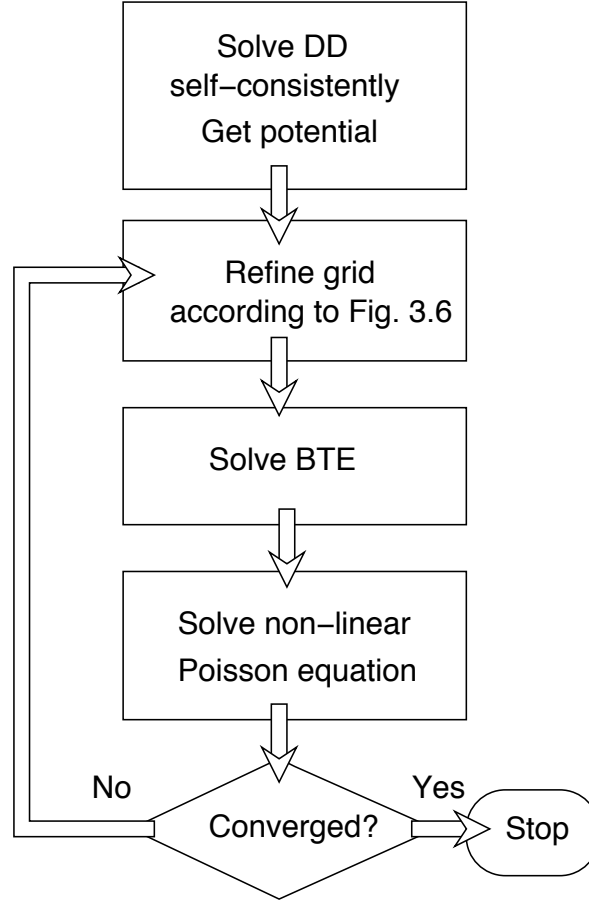 Solve DD
self−consistently
Get potential
Refine grid
according to Fig. 3.6
Solve BTE
Solve non−linear
Poisson equation
No
Yes
Converged?
Stop